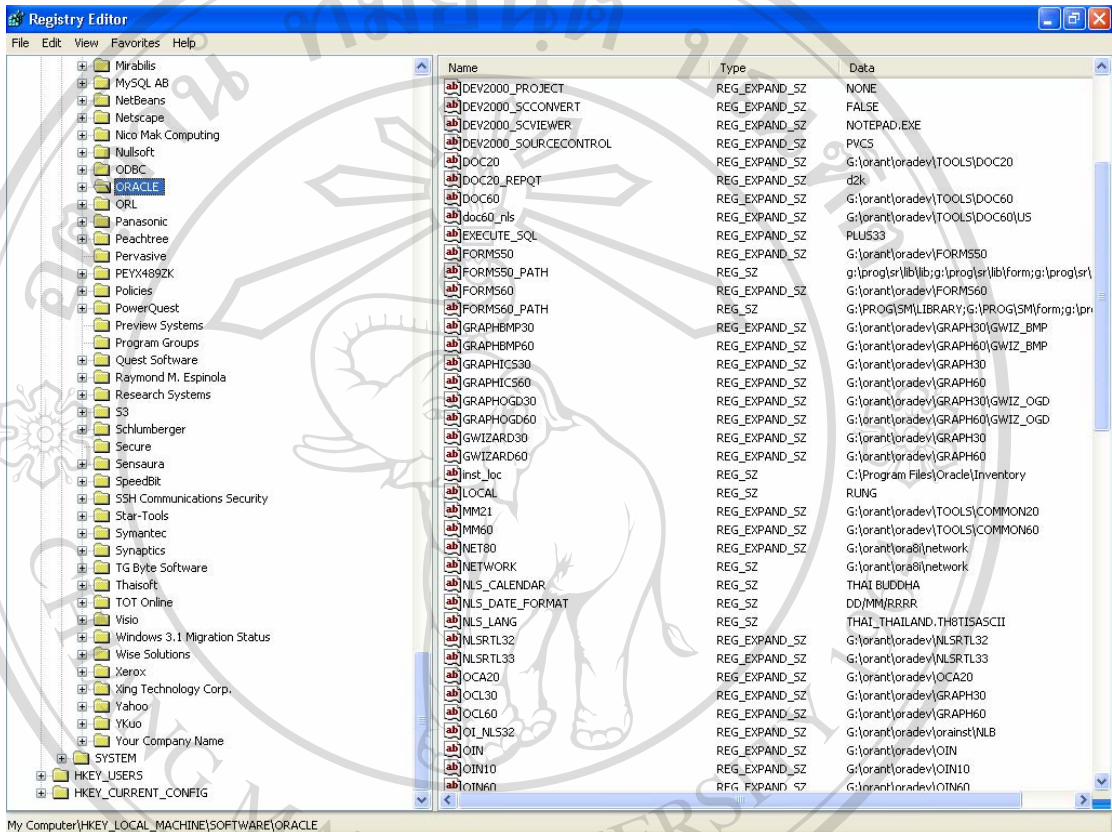 Registry Editor
File Edit View Favorites Help
Mirabilis
MySQL AB
NetBeans
Netscape
Nico Mak Computing
Nullsoft
ODBC
ORACLE
ORL
Panasonic
Peachtree
Pervasive
PEYX489ZK
Policies
PowerQuest
Preview Systems
Program Groups
Quest Software
Raymond M. Espinola
Research Systems
S3
Schlumberger
Secure
Sensaura
SpeedBit
SSH Communications Security
Star-Tools
Symantec
Synaptics
TG Byte Software
Thaisoft
TOT Online
Visio
Windows 3.1 Migration Status
Wise Solutions
Xerox
Xing Technology Corp.
Yahoo
YKuo
Your Company Name
SYSTEM
HKEY_USERS
HKEY_CURRENT_CONFIG
Name Type Data
DEV2000_PROJECT REG_EXPAND_SZ NONE
DEV2000_SCCONVERT REG_EXPAND_SZ FALSE
DEV2000_SCVIEWER REG_EXPAND_SZ NOTEPAD.EXE
DEV2000_SOURCECONTROL REG_EXPAND_SZ PVCS
DOC20 REG_EXPAND_SZ G:\orant\oradev\TOOLS\DOC20
DOC20_REPQT REG_EXPAND_SZ d2k
DOC60 REG_EXPAND_SZ G:\orant\oradev\TOOLS\DOC60
doc60_nls REG_EXPAND_SZ G:\orant\oradev\TOOLS\DOC60\US
EXECUTE_SQL REG_EXPAND_SZ PLUS33
FORMS50 REG_EXPAND_SZ G:\orant\oradev\FORMS50
FORMS50_PATH REG_SZ g:\prog\sr\lib\lib;g:\prog\sr\lib\form;g:\prog\sr\
FORMS60 REG_EXPAND_SZ G:\orant\oradev\FORMS60
FORMS60_PATH REG_SZ G:\PROG\SM\LIBRARY;G:\PROG\SM\form;g:\pro
GRAPHBMP30 REG_EXPAND_SZ G:\orant\oradev\GRAPH30\GWIZ_BMP
GRAPHBMP60 REG_EXPAND_SZ G:\orant\oradev\GRAPH60\GWIZ_BMP
GRAPHICS30 REG_EXPAND_SZ G:\orant\oradev\GRAPH30
GRAPHICS60 REG_EXPAND_SZ G:\orant\oradev\GRAPH60
GRAPHOGD30 REG_EXPAND_SZ G:\orant\oradev\GRAPH30\GWIZ_OGD
GRAPHOGD60 REG_EXPAND_SZ G:\orant\oradev\GRAPH60\GWIZ_OGD
GWIZARD30 REG_EXPAND_SZ G:\orant\oradev\GRAPH30
GWIZARD60 REG_EXPAND_SZ G:\orant\oradev\GRAPH60
inst_loc REG_SZ C:\Program Files\Oracle\Inventory
LOCAL REG_SZ RUNG
MM21 REG_EXPAND_SZ G:\orant\oradev\TOOLS\COMMON20
MM60 REG_EXPAND_SZ G:\orant\oradev\TOOLS\COMMON60
NET80 REG_EXPAND_SZ G:\orant\ora8i\network
NETWORK REG_SZ G:\orant\ora8i\network
NLS_CALENDAR REG_SZ THAI BUDDHA
NLS_DATE_FORMAT REG_SZ DD/MM/RRRR
NLS_LANG REG_SZ THAI_THAILAND.TH8TISASCII
NLSRTL32 REG_EXPAND_SZ G:\orant\oradev\NLSRTL32
NLSRTL33 REG_EXPAND_SZ G:\orant\oradev\NLSRTL33
OCA20 REG_EXPAND_SZ G:\orant\oradev\OCA20
OCL30 REG_EXPAND_SZ G:\orant\oradev\GRAPH30
OCL60 REG_EXPAND_SZ G:\orant\oradev\GRAPH60
OI_NLS32 REG_EXPAND_SZ G:\orant\oradev\orainst\NLB
OIN REG_EXPAND_SZ G:\orant\oradev\OIN
OIN10 REG_EXPAND_SZ G:\orant\oradev\OIN10
OIN60 REG_EXPAND_SZ G:\orant\oradev\OIN60
My Computer\HKEY_LOCAL_MACHINE\SOFTWARE\ORACLE